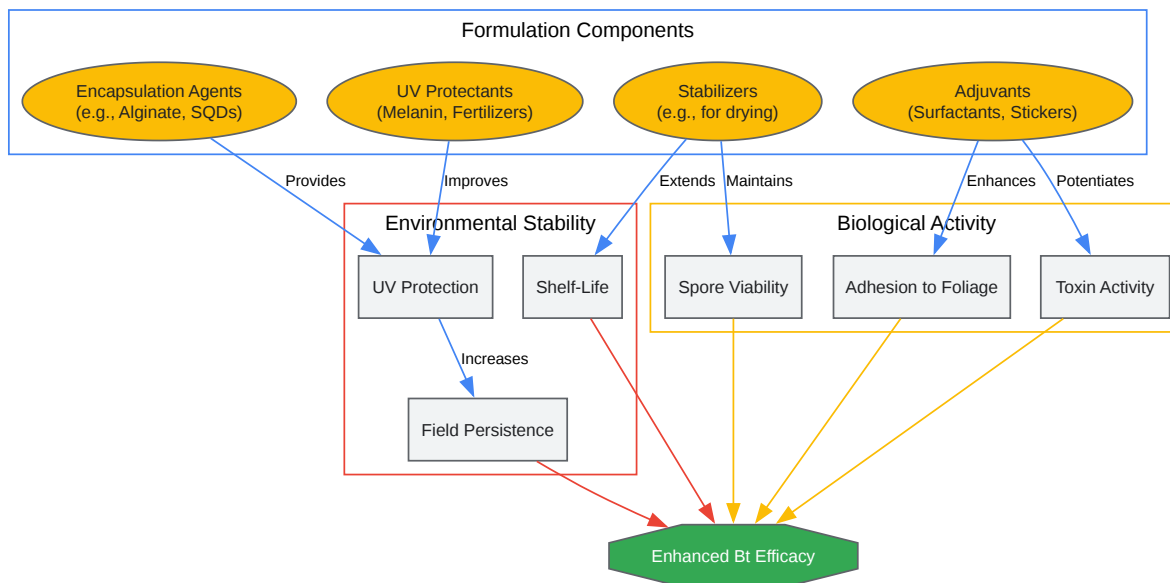 Formulation Components
Encapsulation Agents
(e.g., Alginate, SQDs)
UV Protectants
(Melanin, Fertilizers)
Stabilizers
(e.g., for drying)
Adjuvants
(Surfactants, Stickers)
Provides
Improves
Extends
Maintains
Enhances
Potentiates
Environmental Stability
Biological Activity
UV Protection
Shelf-Life
Spore Viability
Adhesion to Foliage
Toxin Activity
Increases
Field Persistence
Enhanced Bt Efficacy